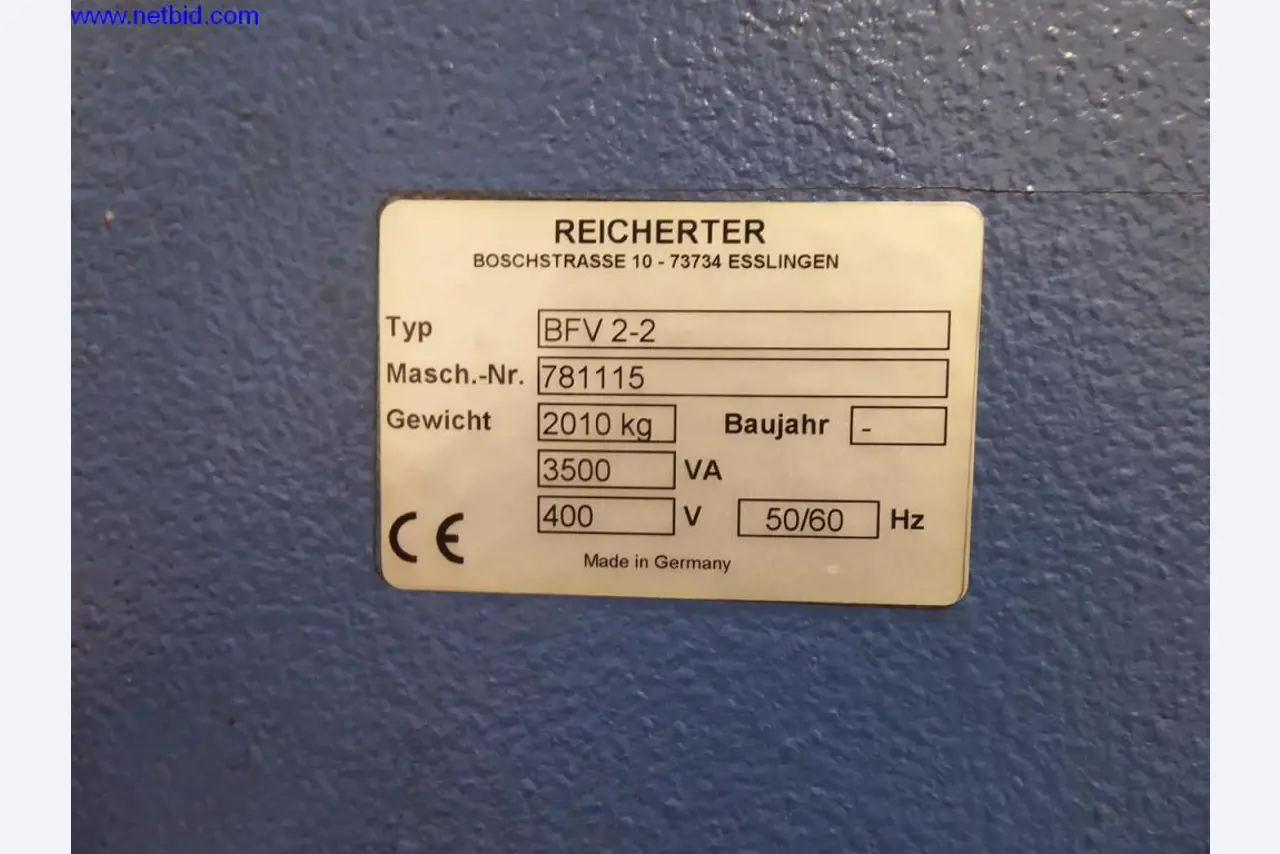 www.netbid.com
REICHERTER
BOSCHSTRASSE 10 - 73734 ESSLINGEN
Typ BFV 2-2
Masch.-Nr. 781115
Gewicht 2010 kg Baujahr -
3500 VA
400 V 50/60 Hz
CE
Made in Germany